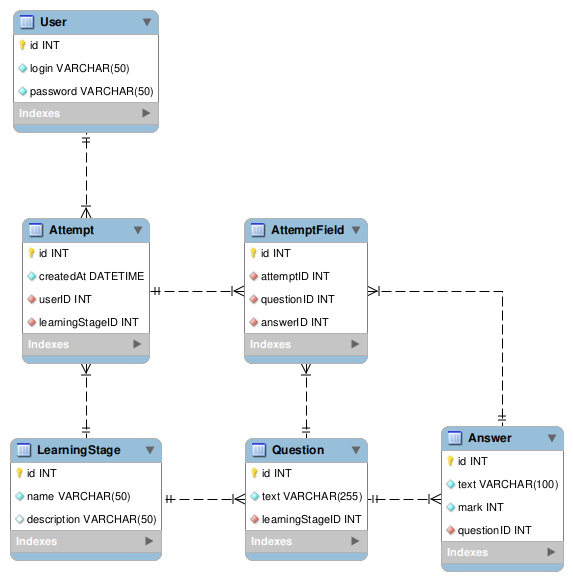 User
id INT
login VARCHAR(50)
password VARCHAR(50)
Indexes
Attempt
id INT
createdAt DATETIME
userID INT
learningStageID INT
Indexes
AttemptField
id INT
attemptID INT
questionID INT
answerID INT
Indexes
LearningStage
id INT
name VARCHAR(50)
description VARCHAR(50)
Indexes
Question
id INT
text VARCHAR(255)
learningStageID INT
Indexes
Answer
id INT
text VARCHAR(100)
mark INT
questionID INT
Indexes